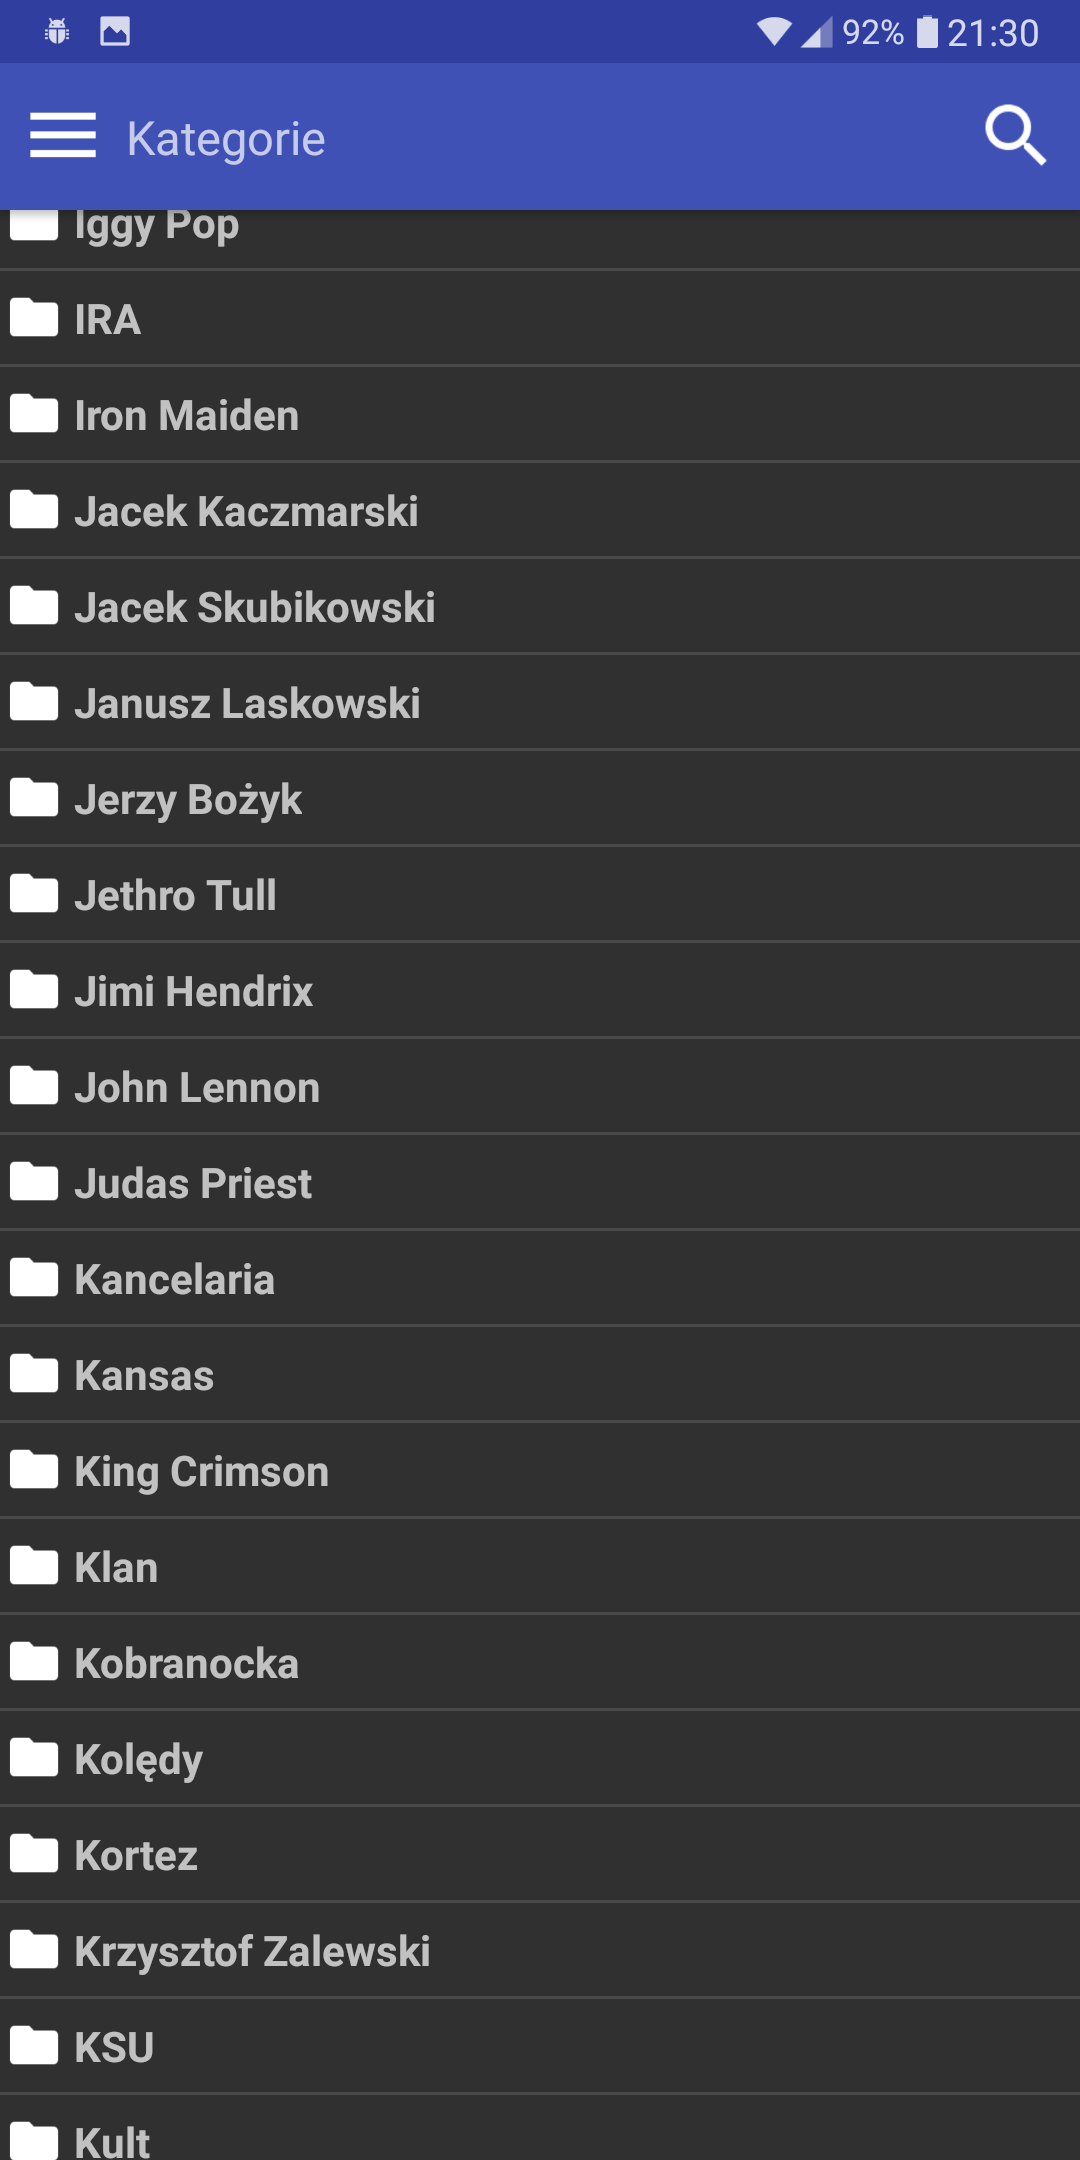 92% 21:30
Kategorie
Iggy Pop
IRA
Iron Maiden
Jacek Kaczmarski
Jacek Skubikowski
Janusz Laskowski
Jerzy Bożyk
Jethro Tull
Jimi Hendrix
John Lennon
Judas Priest
Kancelaria
Kansas
King Crimson
Klan
Kobranocka
Kolędy
Kortez
Krzysztof Zalewski
KSU
Kult